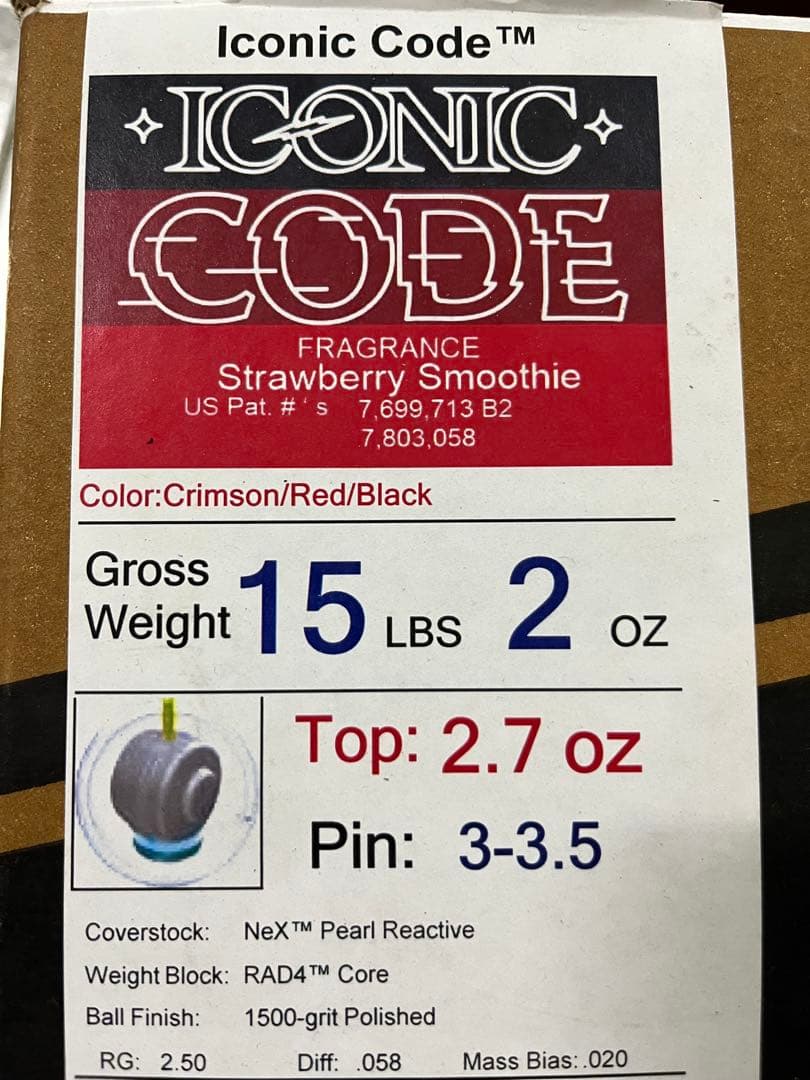 Iconic Code™
ICONIC
CODE
FRAGRANCE
Strawberry Smoothie
US Pat. # ' s 7,699,713 B2
7,803,058
Color:Crimson/Red/Black
Gross
Weight 15 LBS 2 OZ
Top: 2.7 oz
Pin: 3-3.5
Coverstock: NeX™ Pearl Reactive
Weight Block: RAD4™ Core
Ball Finish: 1500-grit Polished
RG: 2.50 Diff: .058 Mass Bias: .020